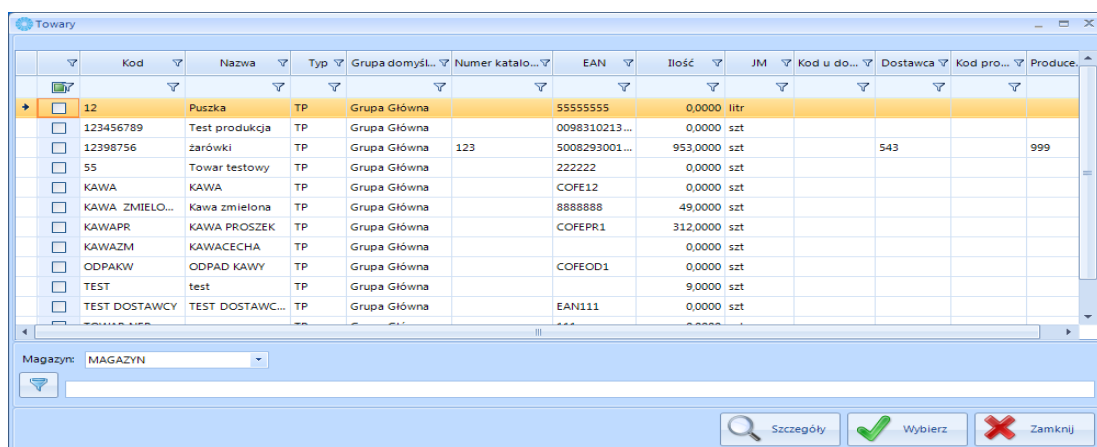 Towary
Kod Nazwa Typ Grupa domyśl... Numer katalo... EAN Ilość JM Kod u do... Dostawca Kod pro... Produce.
12 Puszka TP Grupa Główna 55555555 0,0000 litr
123456789 Test produkcja TP Grupa Główna 0098310213... 0,0000 szt
12398756 żarówki TP Grupa Główna 123 5008293001... 953,0000 szt 543 999
55 Towar testowy TP Grupa Główna 222222 0,0000 szt
KAWA KAWA TP Grupa Główna COFE12 0,0000 szt
KAWA ZMIELO... Kawa zmielona TP Grupa Główna 8888888 49,0000 szt
KAWAPR KAWA PROSZEK TP Grupa Główna COFEPR1 312,0000 szt
KAWAZM KAWACECHA TP Grupa Główna 0,0000 szt
ODPAKW ODPAD KAWY TP Grupa Główna COFEOD1 0,0000 szt
TEST test TP Grupa Główna 9,0000 szt
TEST DOSTAWCY TEST DOSTAWC... TP Grupa Główna EAN111 0,0000 szt
Magazyn: MAGAZYN
Szczegóły Wybierz Zamknij